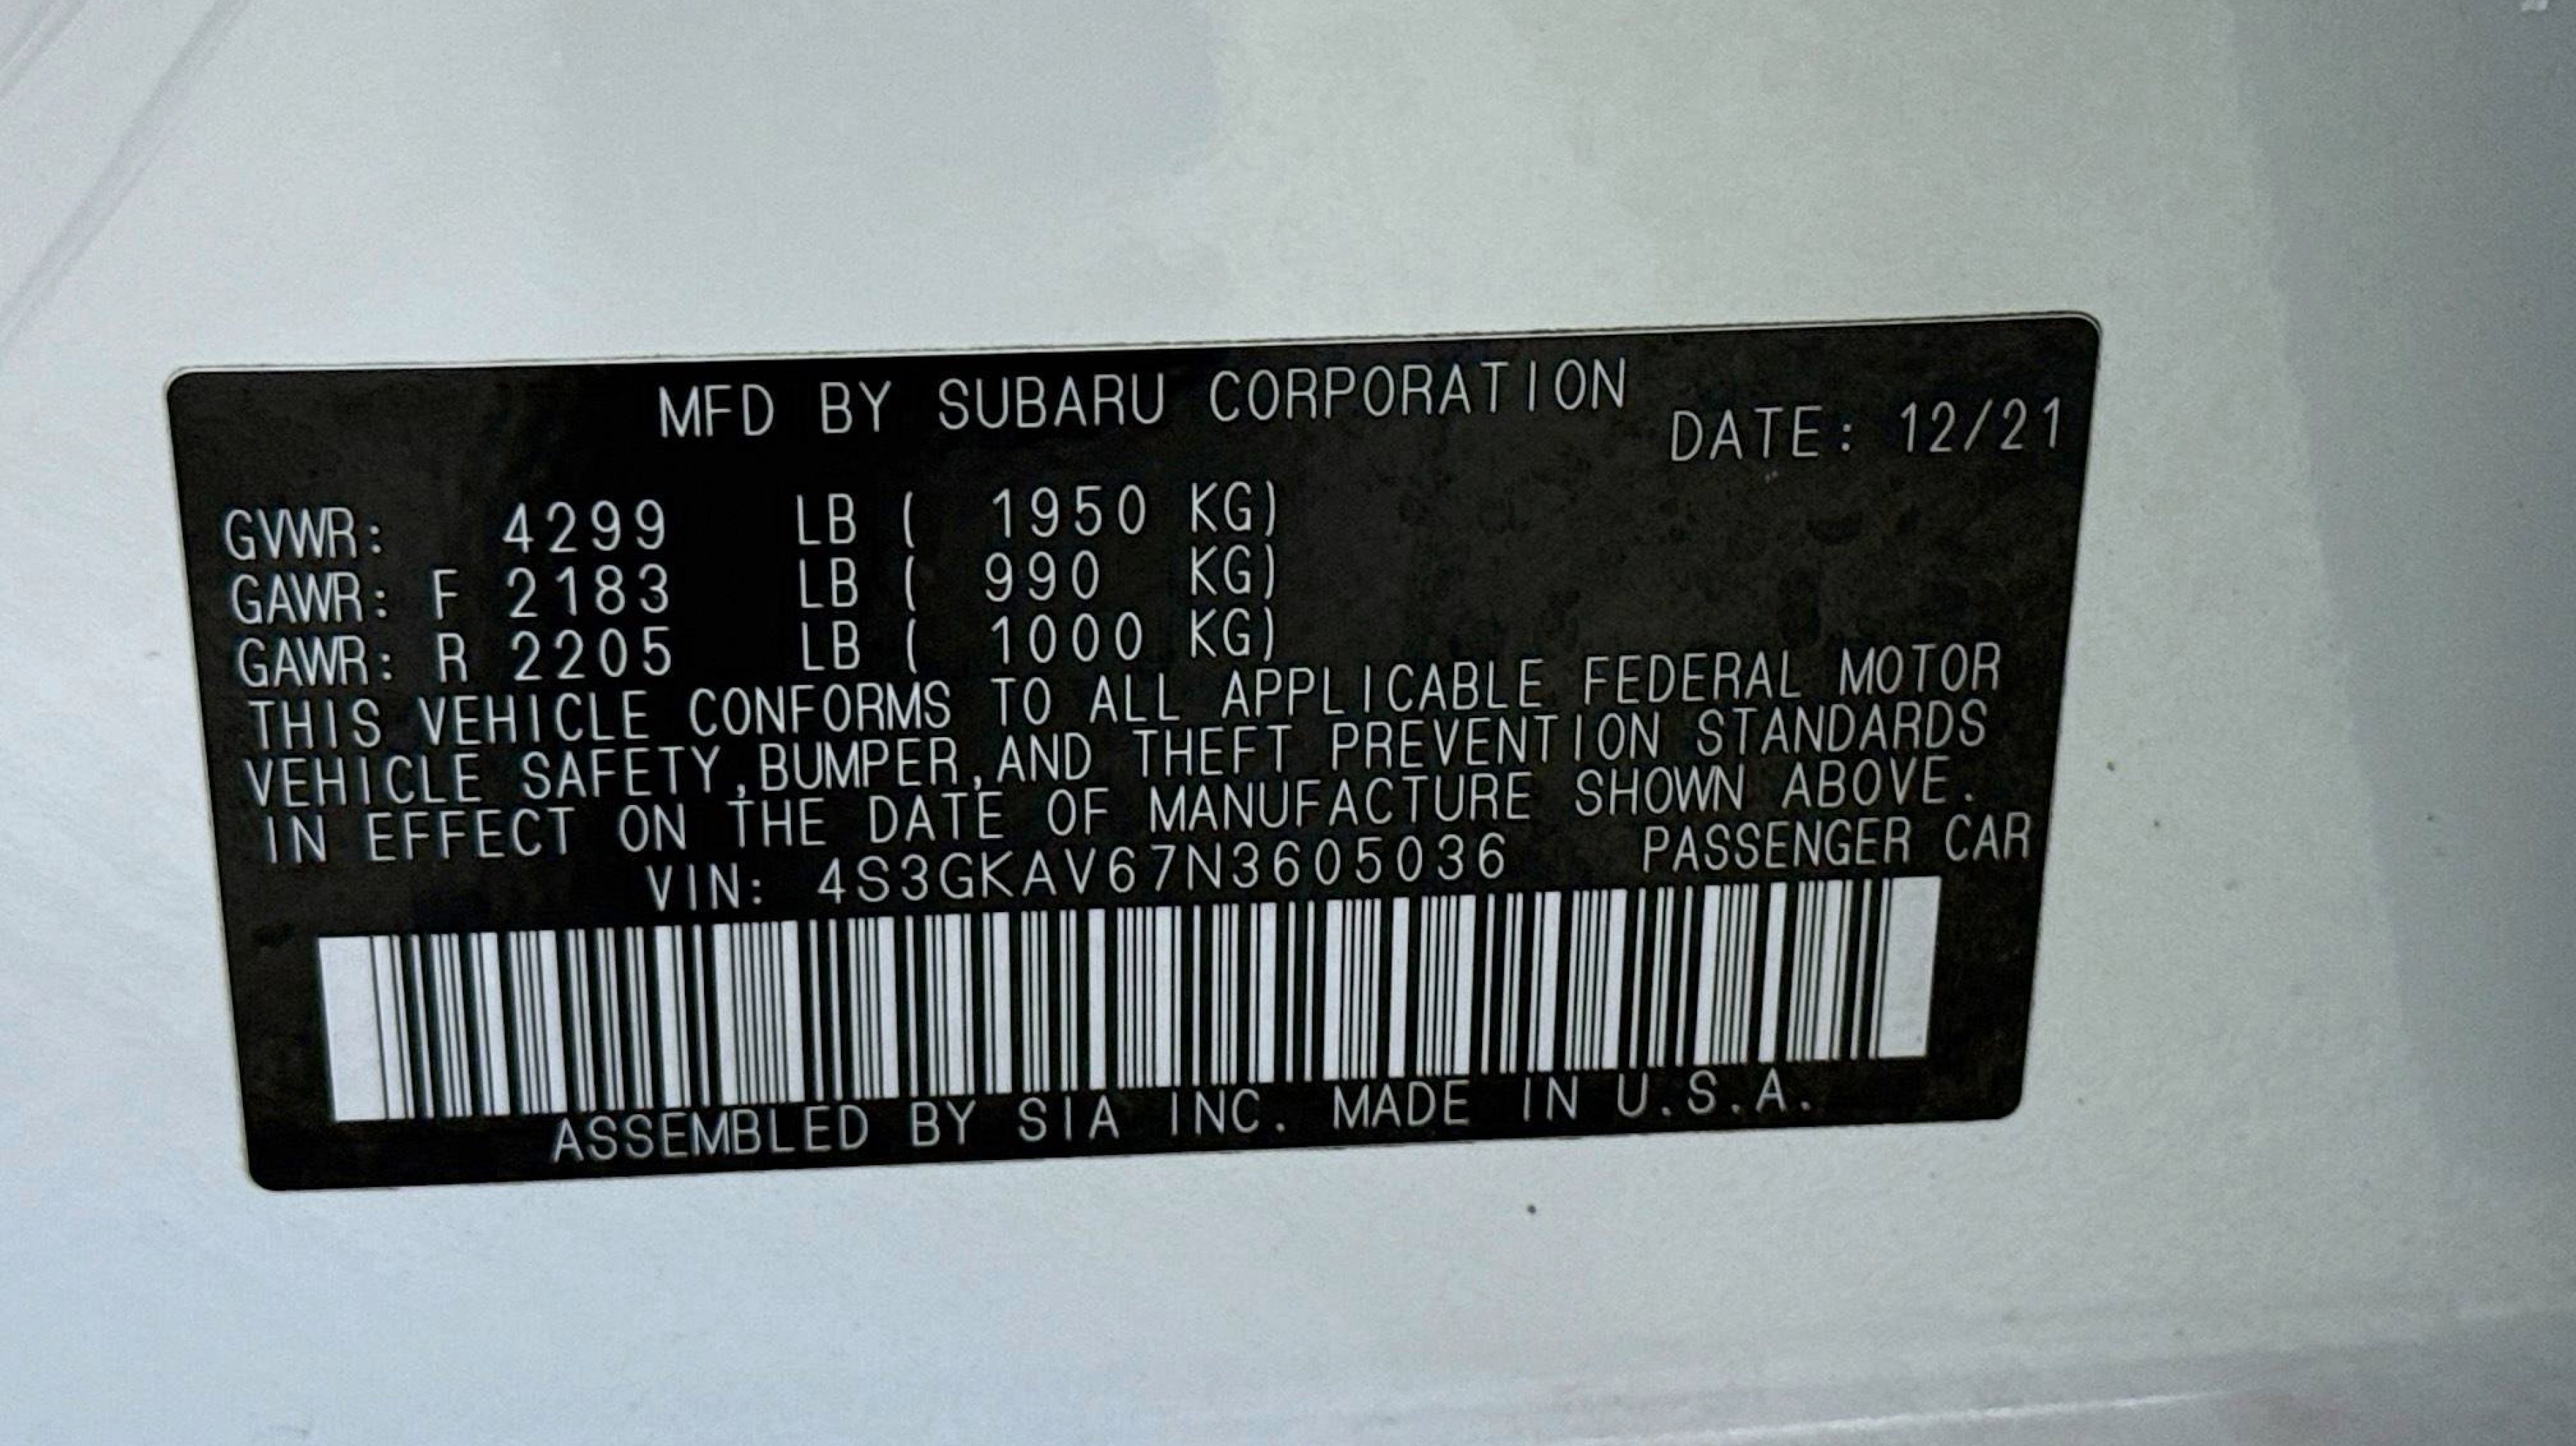 MFD BY SUBARU CORPORATION
DATE: 12/21
GVWR: 4299 LB ( 1950 KG)
GAWR: F 2183 LB ( 990 KG)
GAWR: R 2205 LB ( 1000 KG)
THIS VEHICLE CONFORMS TO ALL APPLICABLE FEDERAL MOTOR
VEHICLE SAFETY,BUMPER,AND THEFT PREVENTION STANDARDS
IN EFFECT ON THE DATE OF MANUFACTURE SHOWN ABOVE.
VIN: 4S3GKAV67N3605036 PASSENGER CAR
ASSEMBLED BY SIA INC. MADE IN U.S.A.